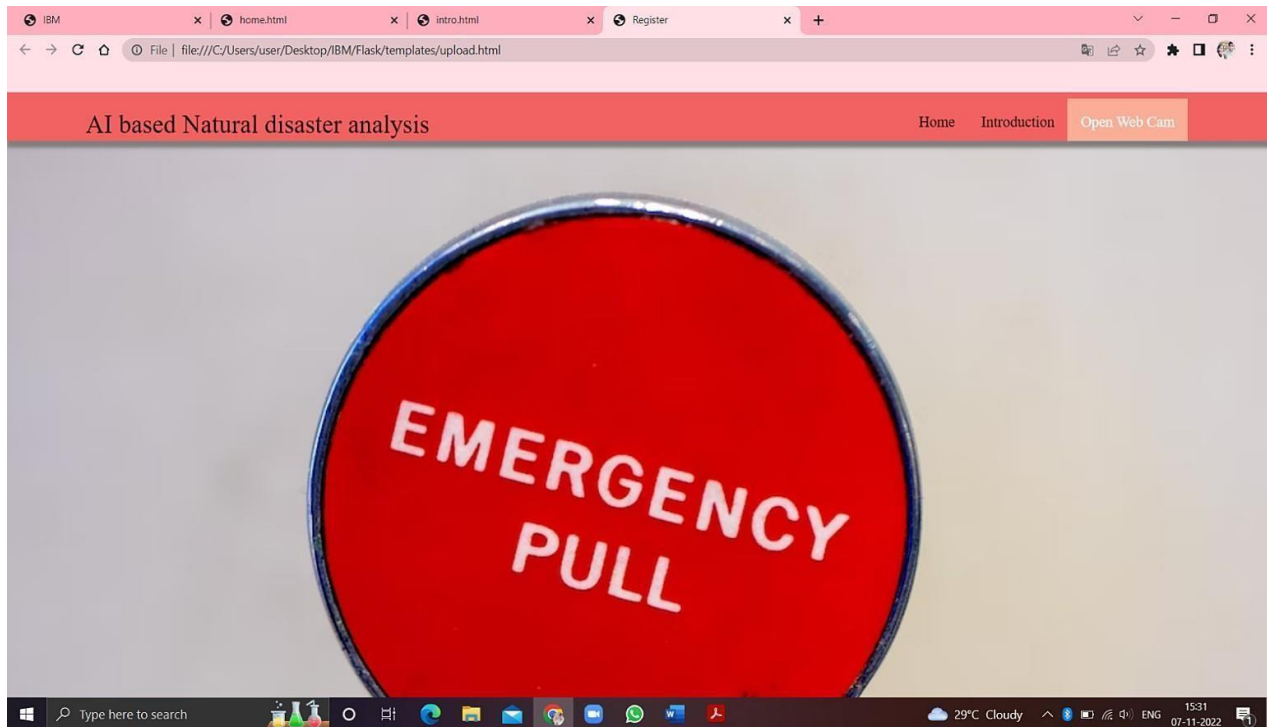 IBM
home.html
intro.html
Register
File | file:///C:/Users/user/Desktop/IBM/Flask/templates/upload.html
AI based Natural disaster analysis
Home Introduction Open Web Cam
EMERGENCY
PULL
Type here to search
29°C Cloudy
ENG
15:31
07-11-2022
1